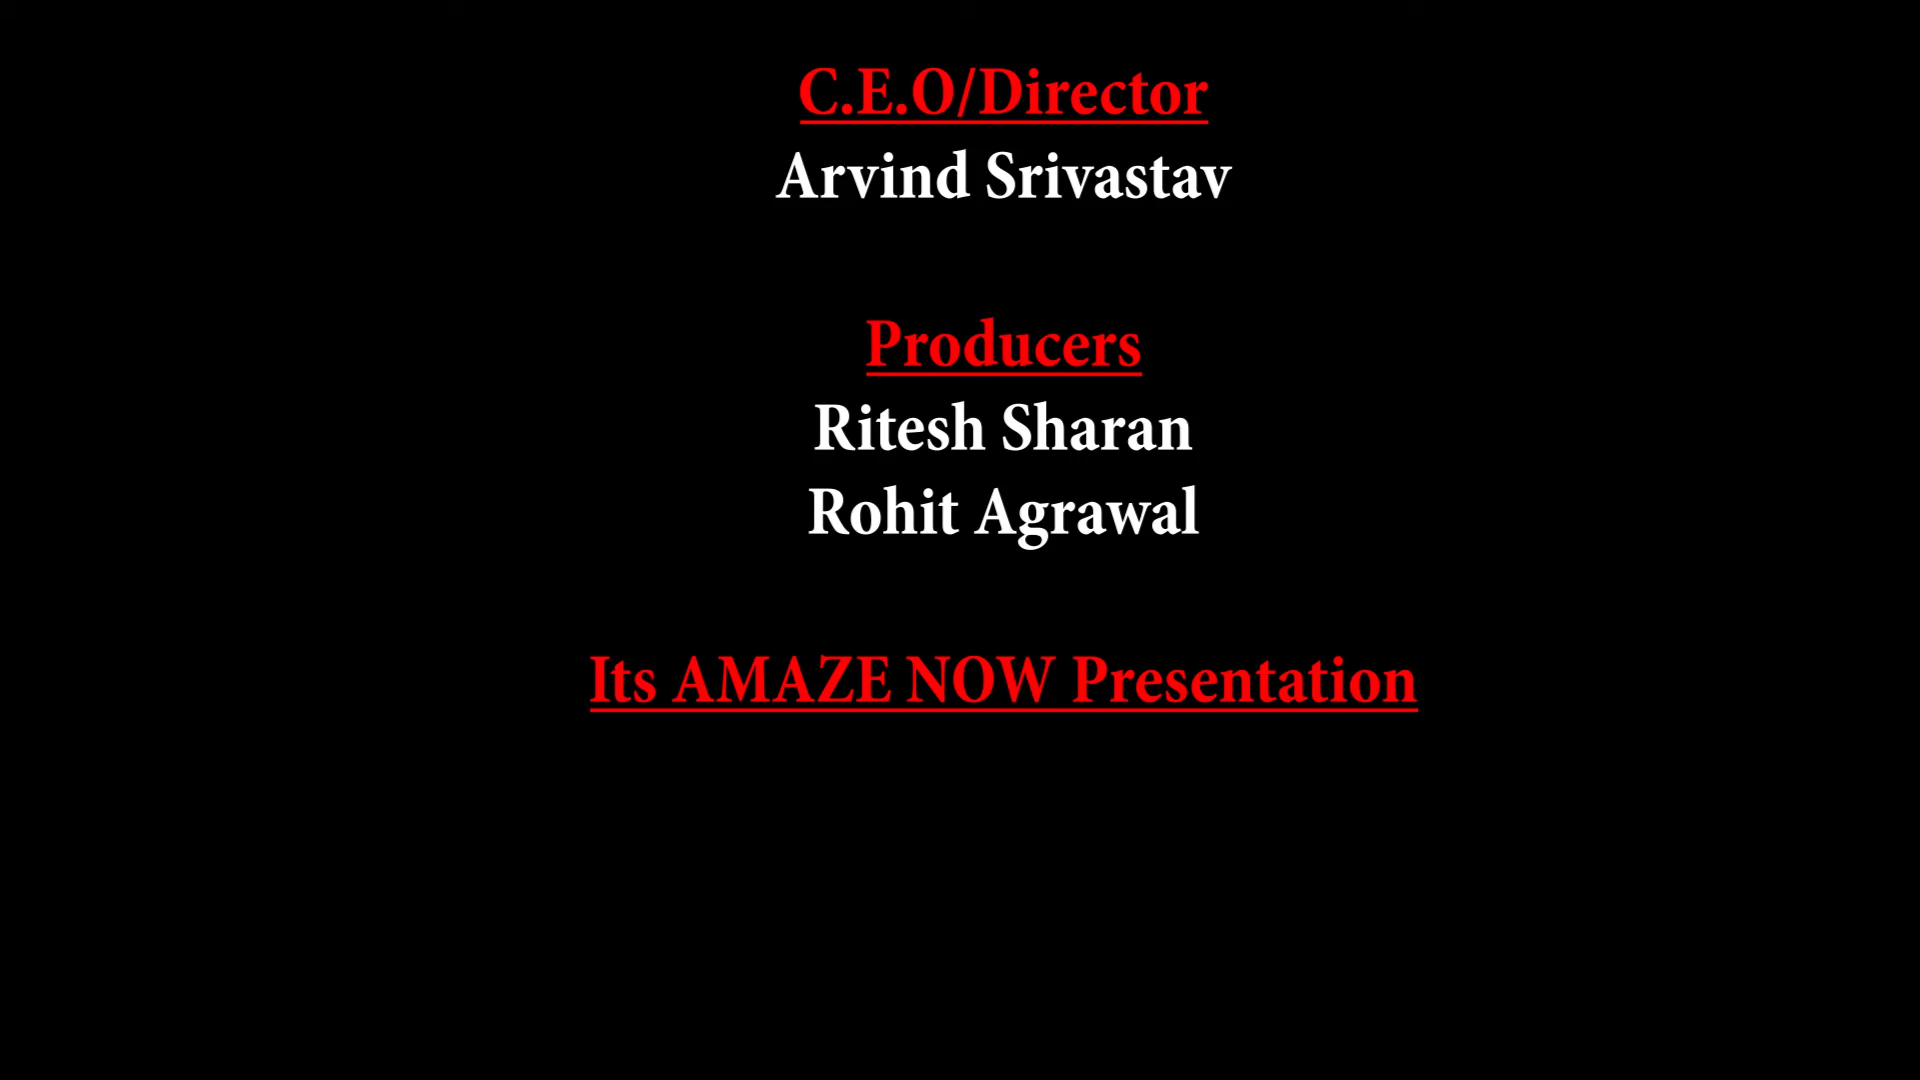 C.E.O/Director
Arvind Srivastav
Producers
Ritesh Sharan
Rohit Agrawal
Its AMAZE NOW Presentation